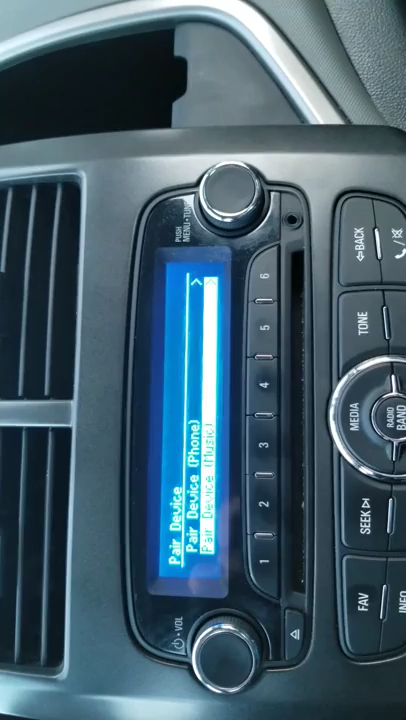 PUSH
MENU•TUNE
Pair Device
Pair Device (Phone)
Pair Device (Music)
VOL
1 2 3 4 5 6
FAV
SEEK
MEDIA
TONE
BACK
INFO
RADIO
BAND